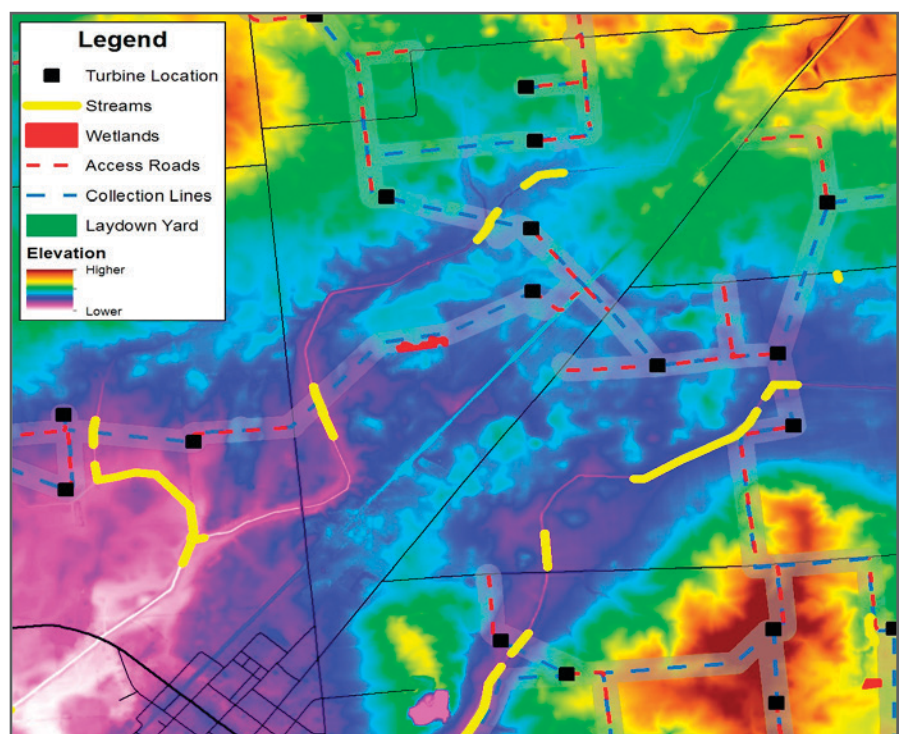 Legend
Turbine Location
Streams
Wetlands
Access Roads
Collection Lines
Laydown Yard
Elevation
Higher
Lower